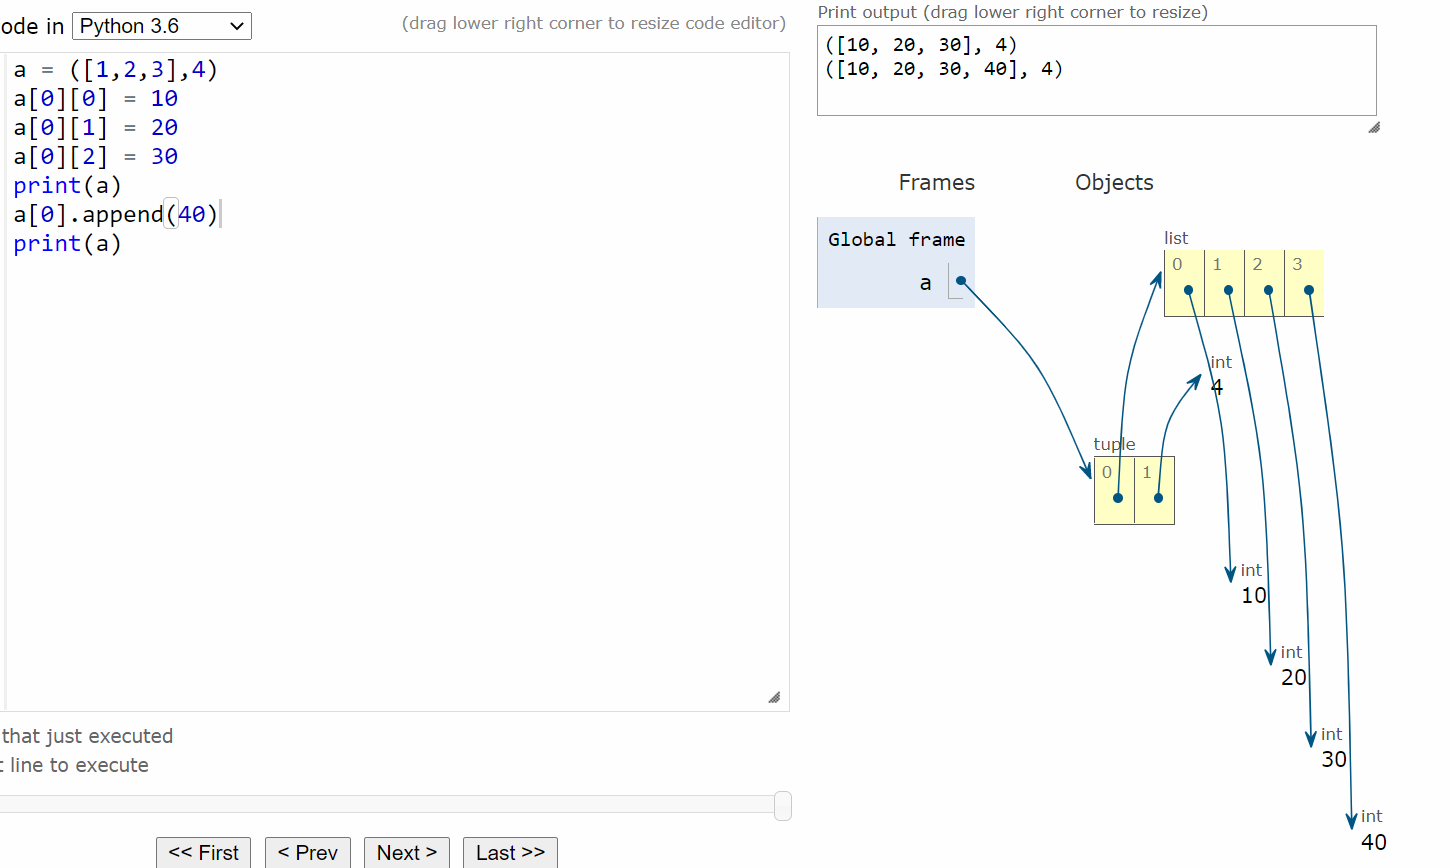 ode in Python 3.6
(drag lower right corner to resize code editor)
a = ([1,2,3],4)
a[0][0] = 10
a[0][1] = 20
a[0][2] = 30
print(a)
a[0].append(40)
print(a)
that just executed
t line to execute
<< First
< Prev
Next >
Last >>
Print output (drag lower right corner to resize)
([10, 20, 30], 4)
([10, 20, 30, 40], 4)
Frames
Objects
Global frame
a
list
0 1 2 3
int
4
tuple
0 1
int
10
int
20
int
30
int
40